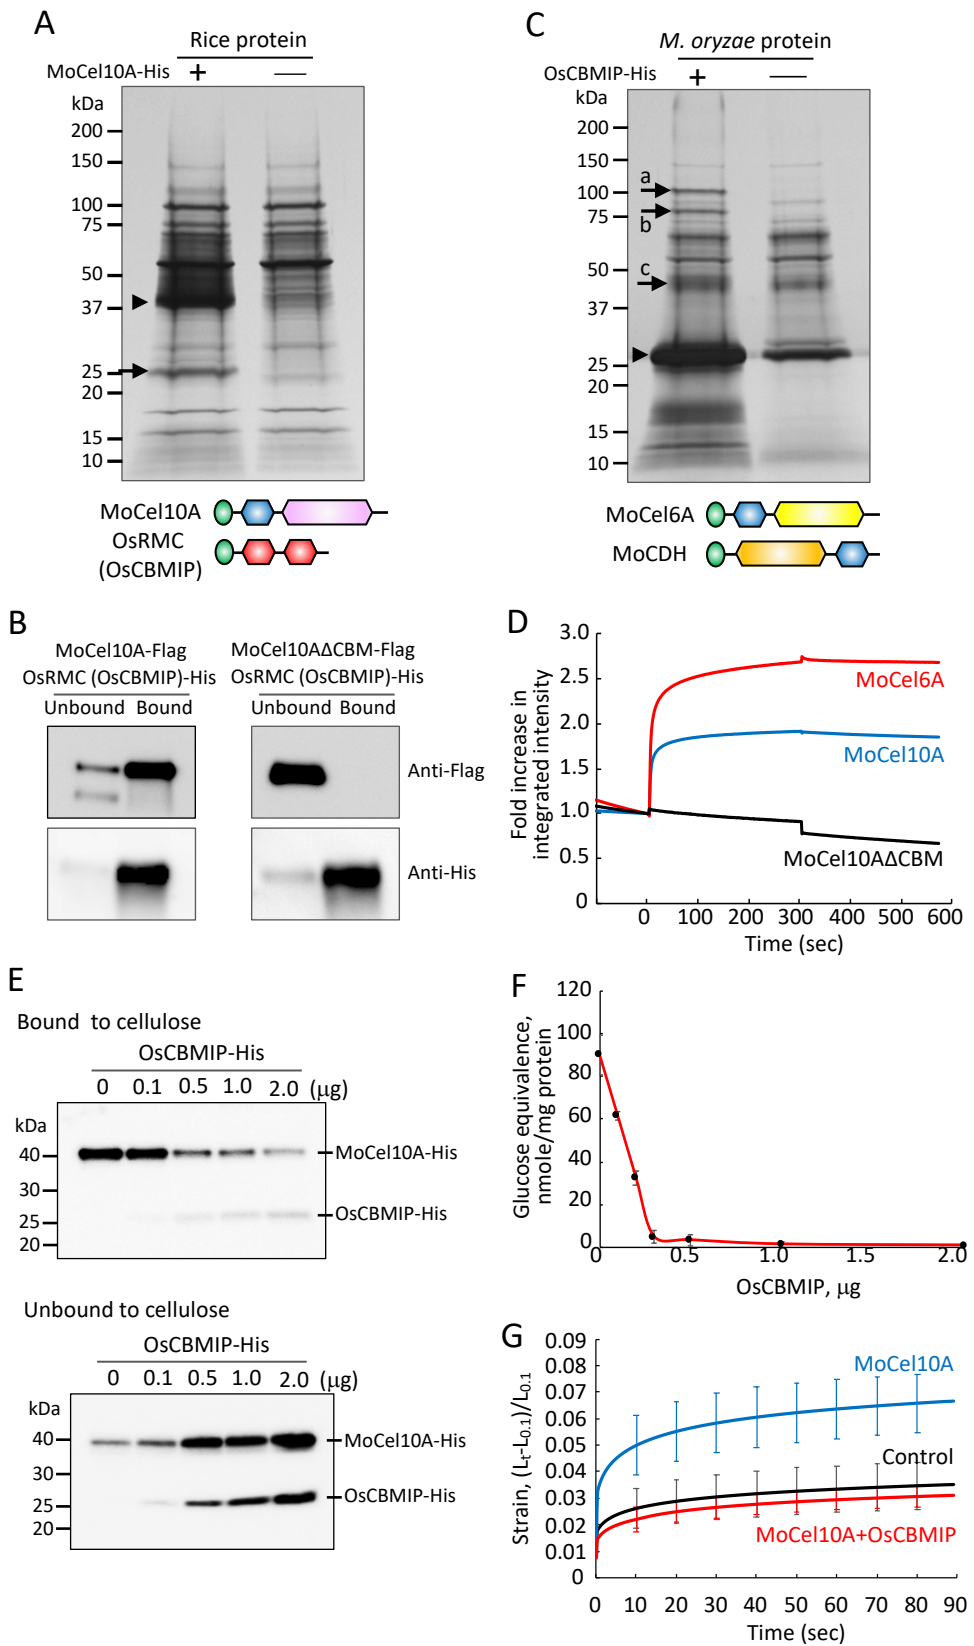 A
Rice protein
MoCel10A-His + —
kDa
200
150
100
75
50
37
25
20
15
10
MoCel10A
OsRMC
(OsCBMIP)
C
M. oryzae protein
OsCBMIP-His + —
kDa
200
150
100
75
50
37
25
20
15
10
a
b
c
MoCel6A
MoCDH
B
MoCel10A-Flag
OsRMC (OsCBMIP)-His
Unbound Bound
MoCel10AΔCBM-Flag
OsRMC (OsCBMIP)-His
Unbound Bound
Anti-Flag
Anti-His
D
Fold increase in
integrated intensity
3.0
2.5
2.0
1.5
1.0
0.5
0
MoCel6A
MoCel10A
MoCel10AΔCBM
0 100 200 300 400 500 600
Time (sec)
E
Bound to cellulose
OsCBMIP-His
0 0.1 0.5 1.0 2.0 (μg)
kDa
40
30
25
20
MoCel10A-His
OsCBMIP-His
Unbound to cellulose
OsCBMIP-His
0 0.1 0.5 1.0 2.0 (μg)
kDa
40
30
25
20
MoCel10A-His
OsCBMIP-His
F
Glucose equivalence,
nmole/mg protein
120
100
80
60
40
20
0
0 0.5 1.0 1.5 2.0
OsCBMIP, μg
G
Strain, (Lt-L0.1)/L0.1
0.09
0.08
0.07
0.06
0.05
0.04
0.03
0.02
0.01
0
MoCel10A
Control
MoCel10A+OsCBMIP
0 10 20 30 40 50 60 70 80 90
Time (sec)